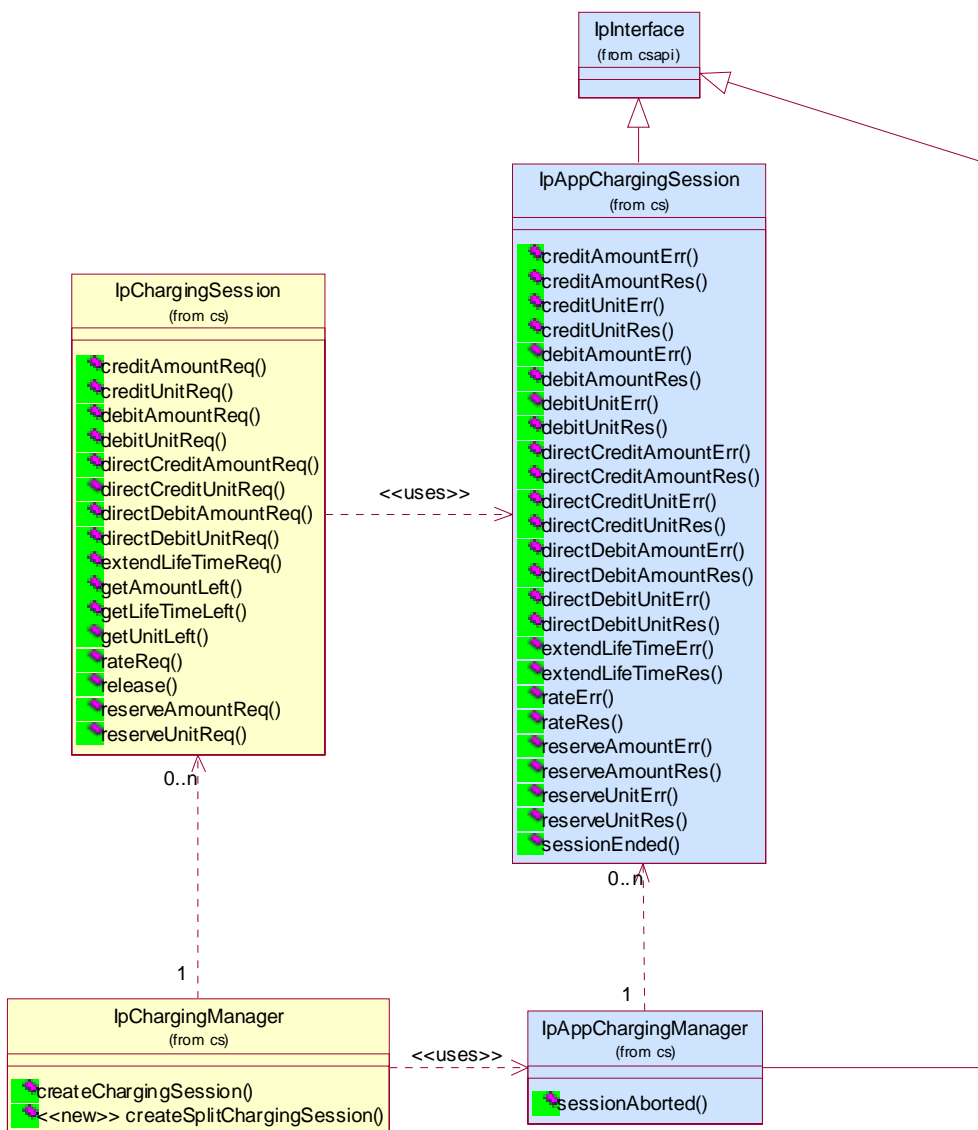 IpInterface
(from csapi)
IpAppChargingSession
(from cs)
creditAmountErr()
creditAmountRes()
creditUnitErr()
creditUnitRes()
debitAmountErr()
debitAmountRes()
debitUnitErr()
debitUnitRes()
directCreditAmountErr()
directCreditAmountRes()
directCreditUnitErr()
directCreditUnitRes()
directDebitAmountErr()
directDebitAmountRes()
directDebitUnitErr()
directDebitUnitRes()
extendLifeTimeErr()
extendLifeTimeRes()
rateErr()
rateRes()
reserveAmountErr()
reserveAmountRes()
reserveUnitErr()
reserveUnitRes()
sessionEnded()
IpChargingSession
(from cs)
creditAmountReq()
creditUnitReq()
debitAmountReq()
debitUnitReq()
directCreditAmountReq()
directCreditUnitReq()
directDebitAmountReq()
directDebitUnitReq()
extendLifeTimeReq()
getAmountLeft()
getLifeTimeLeft()
getUnitLeft()
rateReq()
release()
reserveAmountReq()
reserveUnitReq()
<<uses>>
0..n
0..n
1
1
IpChargingManager
(from cs)
createChargingSession()
<<new>> createSplitChargingSession()
<<uses>>
IpAppChargingManager
(from cs)
sessionAborted()